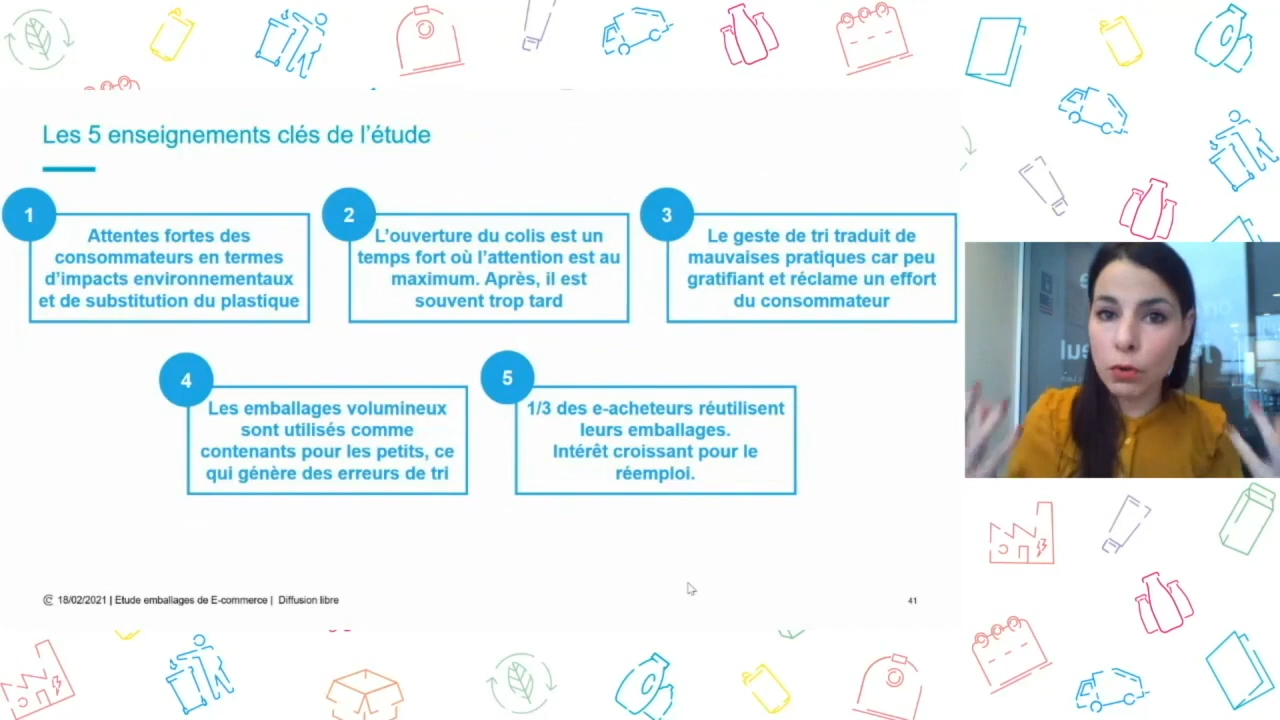 Les 5 enseignements clés de l'étude
1
Attentes fortes des
consommateurs en termes
d'impacts environnementaux
et de substitution du plastique
2
L'ouverture du colis est un
temps fort où l'attention est au
maximum. Après, il est
souvent trop tard
3
Le geste de tri traduit de
mauvaises pratiques car peu
gratifiant et réclame un effort
du consommateur
4
Les emballages volumineux
sont utilisés comme
contenants pour les petits, ce
qui génère des erreurs de tri
5
1/3 des e-acheteurs réutilisent
leurs emballages.
Intérêt croissant pour le
réemploi.
18/02/2021 | Etude emballages de E-commerce | Diffusion libre
41